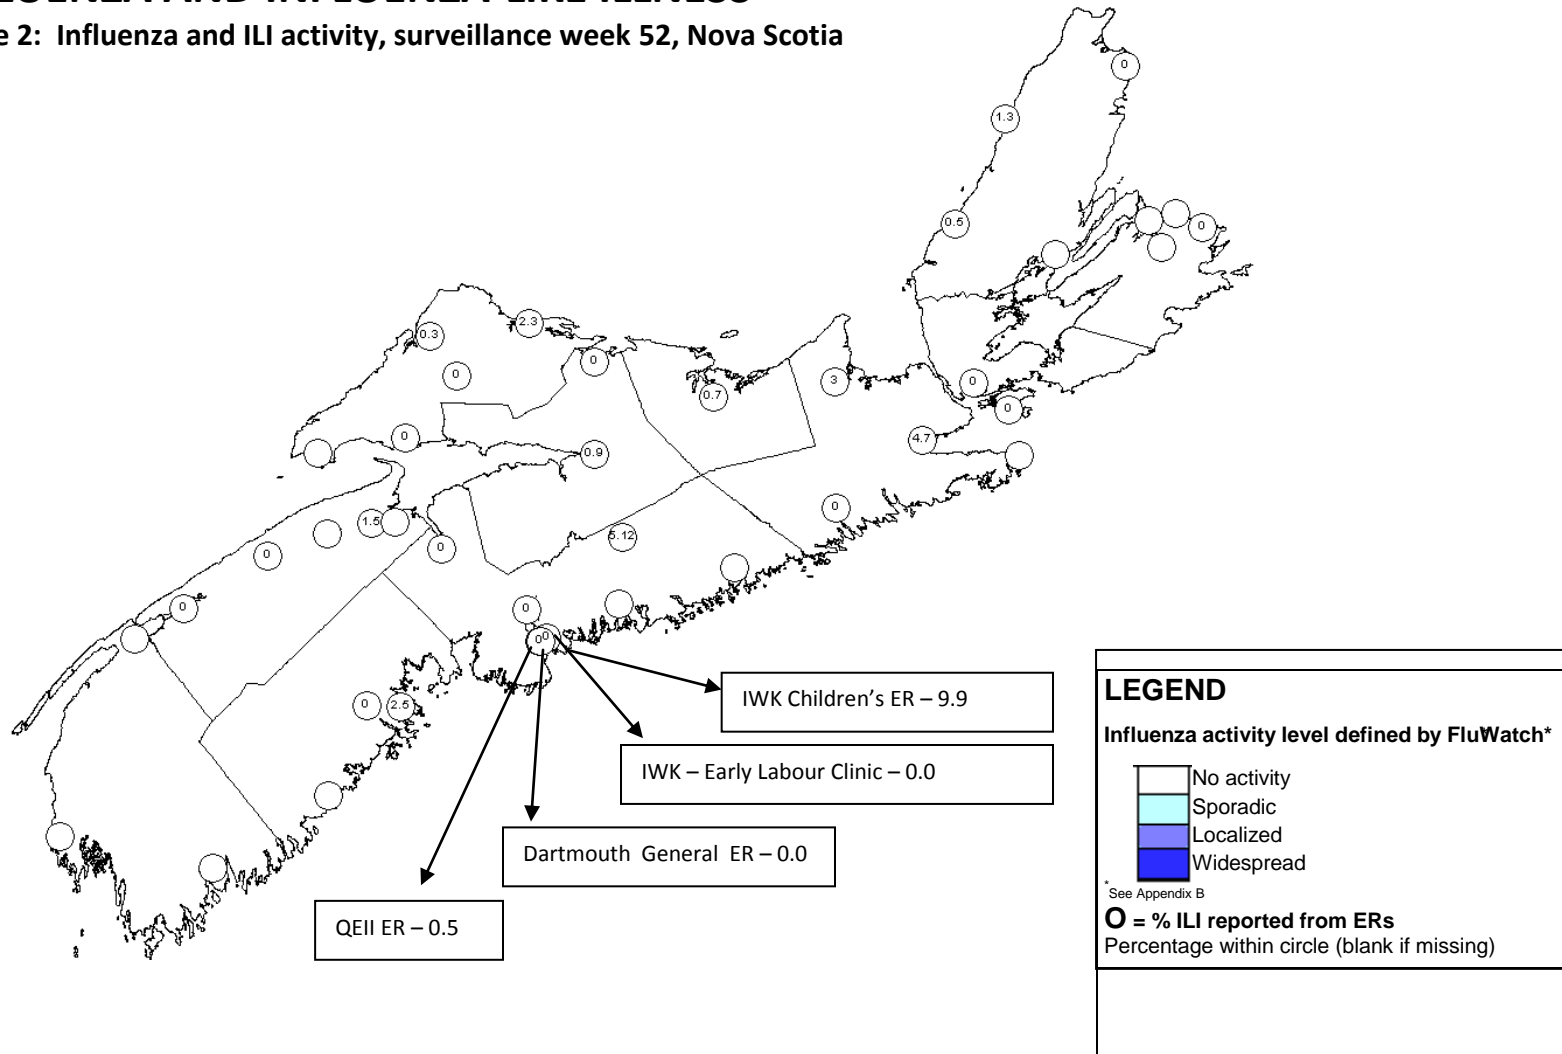 e 2: Influenza and ILI activity, surveillance week 52, Nova Scotia
0
1.3
0.5
0
0.3
2.3
0
0
0.7
3
0
0
0
0.9
4.7
0
1.5
5.12
0
0
0
0
0
0
0
2.5
IWK Children’s ER – 9.9
IWK – Early Labour Clinic – 0.0
Dartmouth General ER – 0.0
QEII ER – 0.5
LEGEND
Influenza activity level defined by FluWatch*
No activity
Sporadic
Localized
Widespread
*See Appendix B
O = % ILI reported from ERs
Percentage within circle (blank if missing)